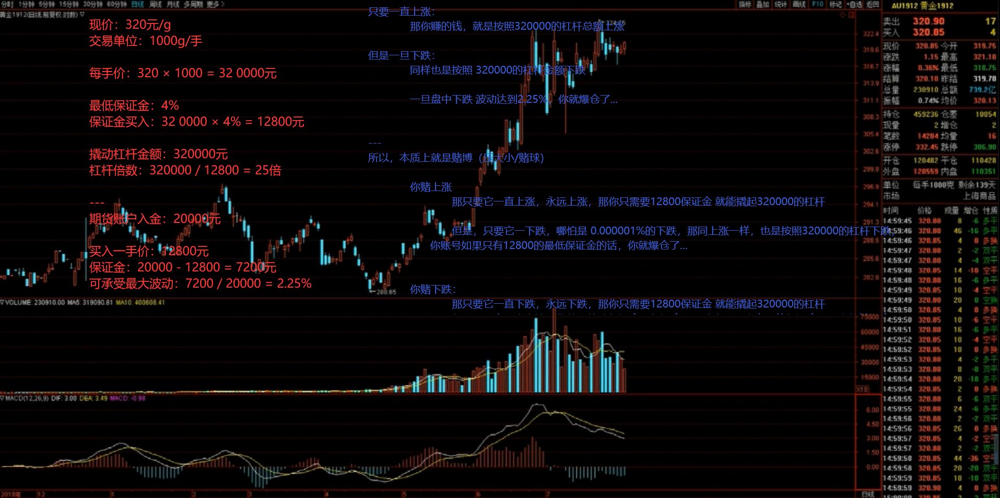 分时 1分钟 5分钟 15分钟 30分钟 60分钟 日线 周线 月线 多周期 更多>
指标 叠加 统计 画线 F10 标记 +自选 返回
黄金1912(日线.前复权.对数)
现价：320元/g
交易单位：1000g/手
每手价：320 × 1000 = 32 0000元
最低保证金：4%
保证金买入：32 0000 × 4% = 12800元
撬动杠杆金额：320000元
杠杆倍数：320000 / 12800 = 25倍
---
期货账户入金：20000元
买入一手价：12800元
保证金：20000 - 12800 = 7200元
可承受最大波动：7200 / 20000 = 2.25%
只要一直上涨：
那你赚的钱，就是按照320000的杠杆总额上涨
但是一旦下跌：
同样也是按照 320000的杠杆金额下跌
一旦盘中下跌 波动达到2.25%，你就爆仓了...
---
所以，本质上就是赌博（压大小/赌球）
你赌上涨
那只要它一直上涨，永远上涨，那你只需要12800保证金 就能撬起320000的杠杆
但是，只要它一下跌，哪怕是 0.000001%的下跌，那同上涨一样，也是按照320000的杠杆下跌，
你账号如果只有12800的最低保证金的话，你就爆仓了...
你赌下跌：
那只要它一直下跌，永远下跌，那你只需要12800保证金 就能撬起320000的杠杆
←280.65
322.4
319.6
316.7
313.9
311.1
308.3
305.4
302.6
299.8
296.9
294.1
291.3
288.5
285.6
282.8
VOLUME: 230910.00 MA5: 319090.81 MA10: 400608.41
75000
60000
45000
30000
15000
X10
MACD(12,26,9) DIF: 3.00 DEA: 3.49 MACD: -0.98
6.00
4.50
3.00
1.50
0.00
2018年 12 1 2 3 4 5 6 7 日线
AU1912 黄金1912
卖出 320.90 17
买入 320.85 4
现价 320.85 今开 319.75
涨跌 1.15 最高 321.10
涨幅 0.36% 最低 318.75
结算 320.10 昨结 319.70
总量 230910 总额 739.2亿
振幅 0.74% 均价 320.13
持仓 459236 仓差 10054
现量 2 增仓 2
笔数 14284 均量 16
涨停 332.45 跌停 306.90
开仓 120482 平仓 110428
外盘 120559 内盘 110351
单位 每手1000克 剩余139天
市场 上海商品
时间 价格 现量 增仓 性质
14:59:45 320.80 8 -6 多平
14:59:46 320.80 46 -16 多平
14:59:46 320.85 4 0 多换
14:59:47 320.80 2 -2 双平
14:59:47 320.80 4 -4 双平
14:59:48 320.85 14 -10 空平
14:59:48 320.80 16 -6 多平
14:59:49 320.85 10 -4 空平
14:59:49 320.80 20 0 空换
14:59:50 320.80 4 0 多换
14:59:50 320.80 10 -6 空平
14:59:51 320.80 16 -6 多平
14:59:52 320.80 10 -4 空平
14:59:52 320.85 10 0 多换
14:59:53 320.80 4 -2 多平
14:59:53 320.80 8 -8 双平
14:59:54 320.80 20 -18 多平
14:59:54 320.85 2 0 多换
14:59:55 320.80 6 -6 双平
14:59:55 320.85 24 -6 多平
14:59:56 320.80 2 -2 双平
14:59:56 320.85 26 0 多换
14:59:57 320.85 4 -2 空平
14:59:57 320.80 2 -2 双平
14:59:58 320.85 44 -36 空平
14:59:58 320.85 20 -20 双平
14:59:59 320.85 18 -18 双平
14:59:59 320.90 4 0 多换